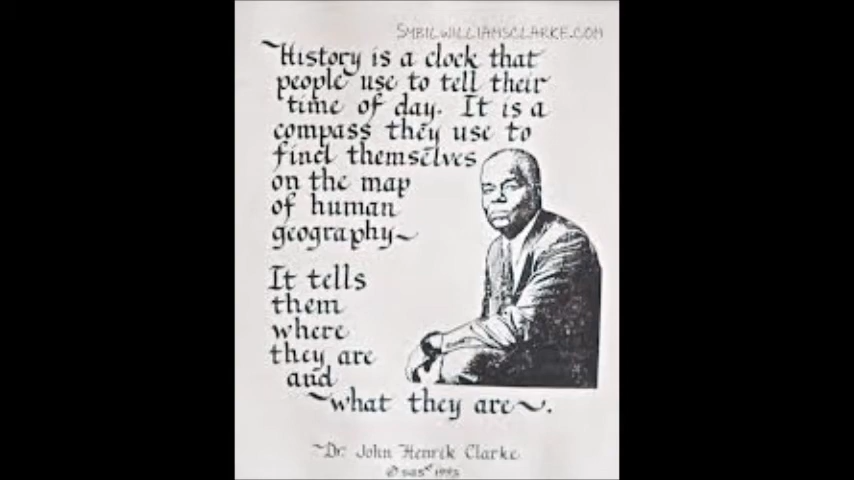 SYBILWILLIAMSCLARKE.COM
~History is a clock that
people use to tell their
time of day. It is a
compass they use to
find themselves
on the map
of human
geography~
It tells
them
where
they are
and
~what they are~.
~Dr. John Henrik Clarke
1993